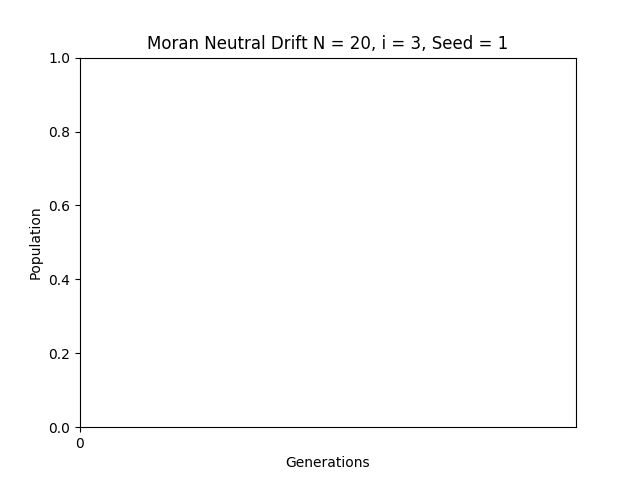 Moran Neutral Drift N = 20, i = 3, Seed = 1
1.0
0.8
0.6
0.4
0.2
0.0
Population
0
Generations